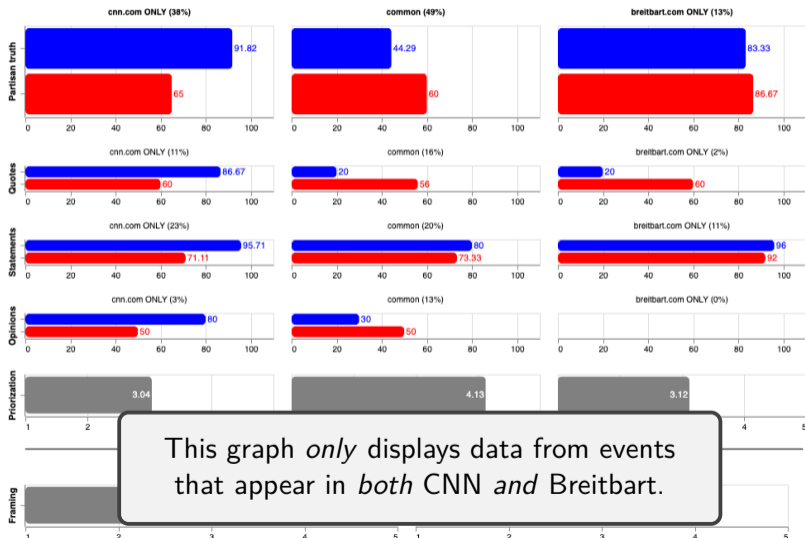 cnn.com ONLY (38%) common (49%) breitbart.com ONLY (13%)
Partisan truth
91.82 44.29 83.33
65 60 86.67
0 20 40 60 80 100 0 20 40 60 80 100 0 20 40 60 80 100
cnn.com ONLY (11%) common (16%) breitbart.com ONLY (2%)
Quotes
86.67 20 20
60 56 60
0 20 40 60 80 100 0 20 40 60 80 100 0 20 40 60 80 100
cnn.com ONLY (23%) common (20%) breitbart.com ONLY (11%)
Statements
95.71 80 96
71.11 73.33 92
0 20 40 60 80 100 0 20 40 60 80 100 0 20 40 60 80 100
cnn.com ONLY (3%) common (13%) breitbart.com ONLY (0%)
Opinions
80 30
50 50
0 20 40 60 80 100 0 20 40 60 80 100 0 20 40 60 80 100
Priorization
3.04 4.13 3.12
1 2 4 5
This graph only displays data from events
that appear in both CNN and Breitbart.
Framing
1 2 3 4 5 1 2 3 4 5